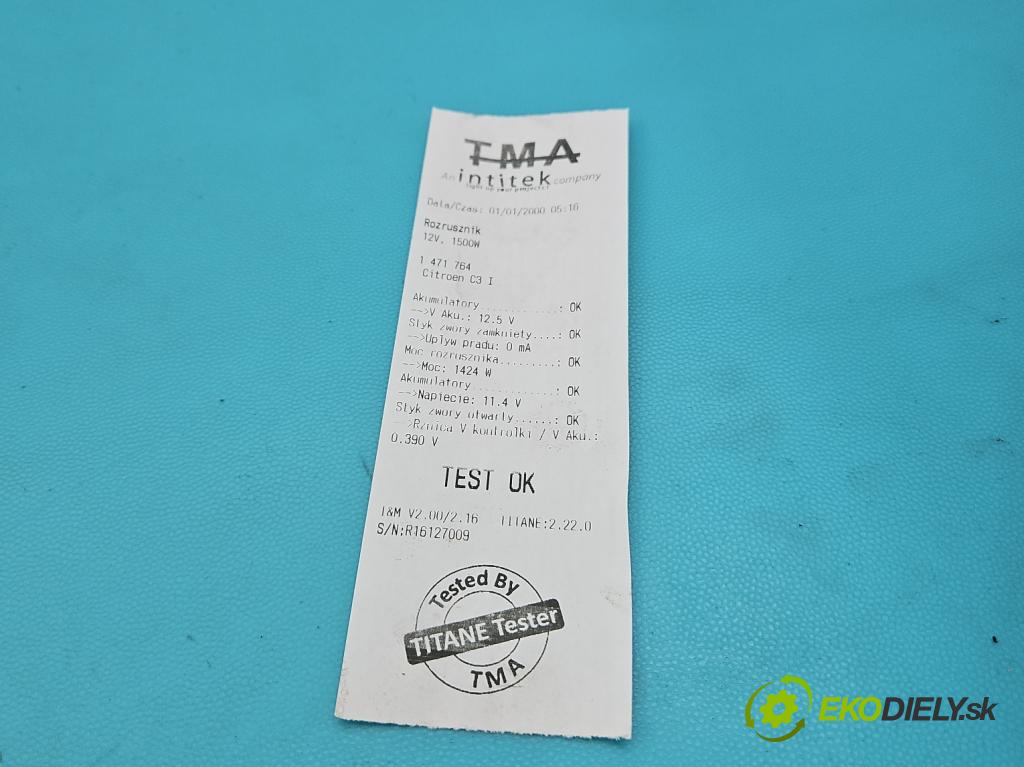 TMA
An intitek company
light up your projects!
Data/Czas: 01/01/2000 05:16
Rozrusznik
12V, 1500W
1 471 764
Citroen C3 I
Akumulatory...........: OK
-->V Aku.: 12.5 V
Styk zwory zamkniety....: OK
-->Uplyw pradu: 0 mA
Moc rozrusznika.........: OK
-->Moc: 1424 W
Akumulatory...........: OK
-->Napiecie: 11.4 V
Styk zwory otwarty......: OK
-->Rznica V kontrolki / V Aku.:
0.390 V
TEST OK
I&M V2.00/2.16 TITANE:2.22.0
S/N:R16127009
Tested By
TITANE Tester
TMA
EKODIELY.sk